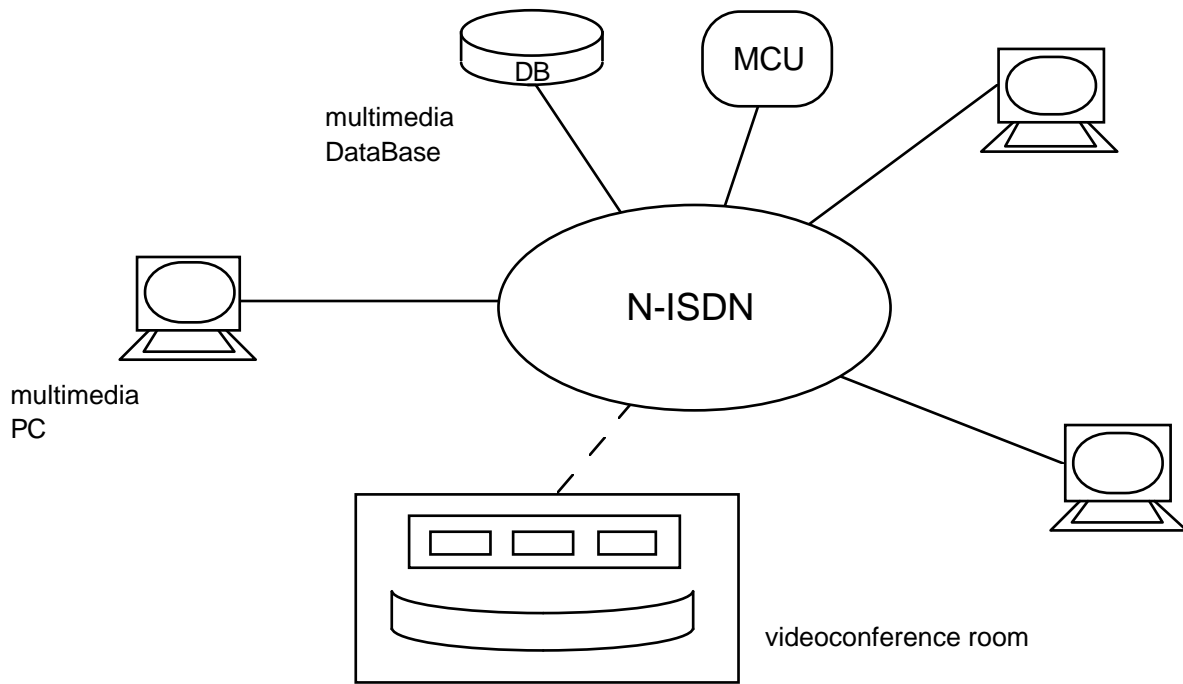 DB
MCU
multimedia
DataBase
N-ISDN
multimedia
PC
videoconference room